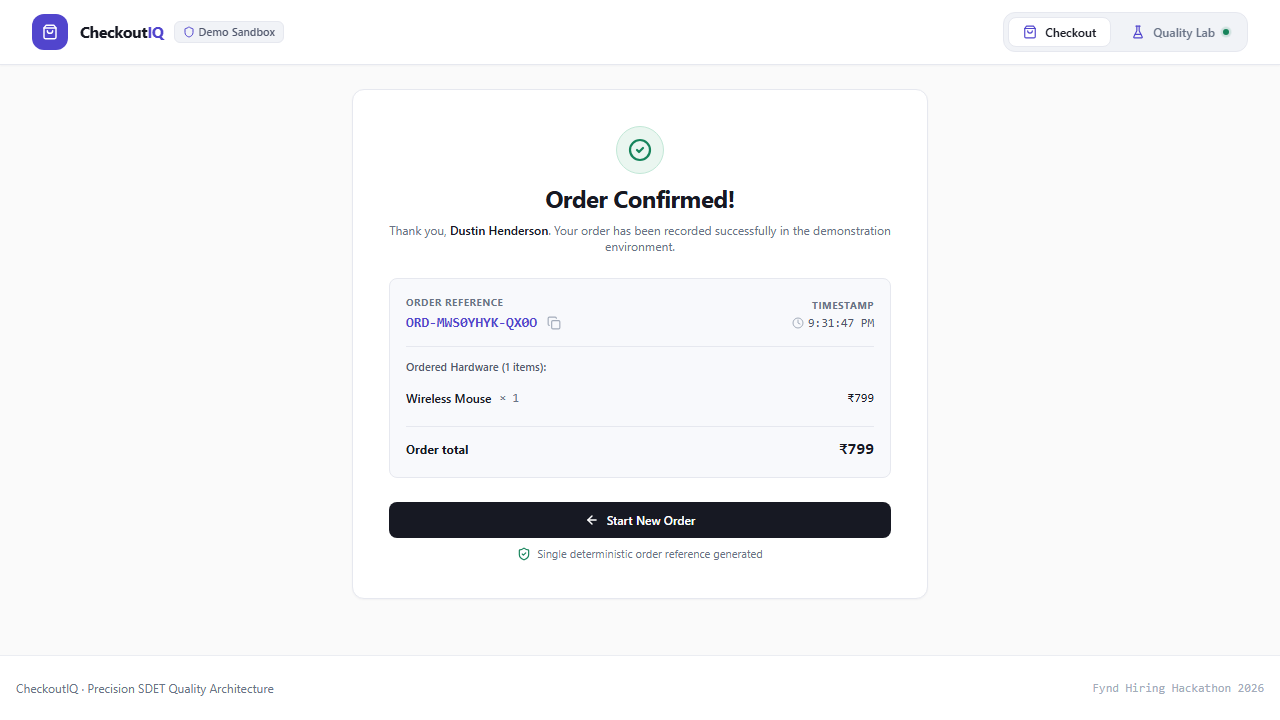 CheckoutIQ
Demo Sandbox
Checkout
Quality Lab
Order Confirmed!
Thank you, Dustin Henderson. Your order has been recorded successfully in the demonstration
environment.
ORDER REFERENCE
TIMESTAMP
ORD-MWS0YHYK-QX0O
9:31:47 PM
Ordered Hardware (1 items):
Wireless Mouse × 1
₹799
Order total
₹799
Start New Order
Single deterministic order reference generated
CheckoutIQ · Precision SDET Quality Architecture
Fynd Hiring Hackathon 2026